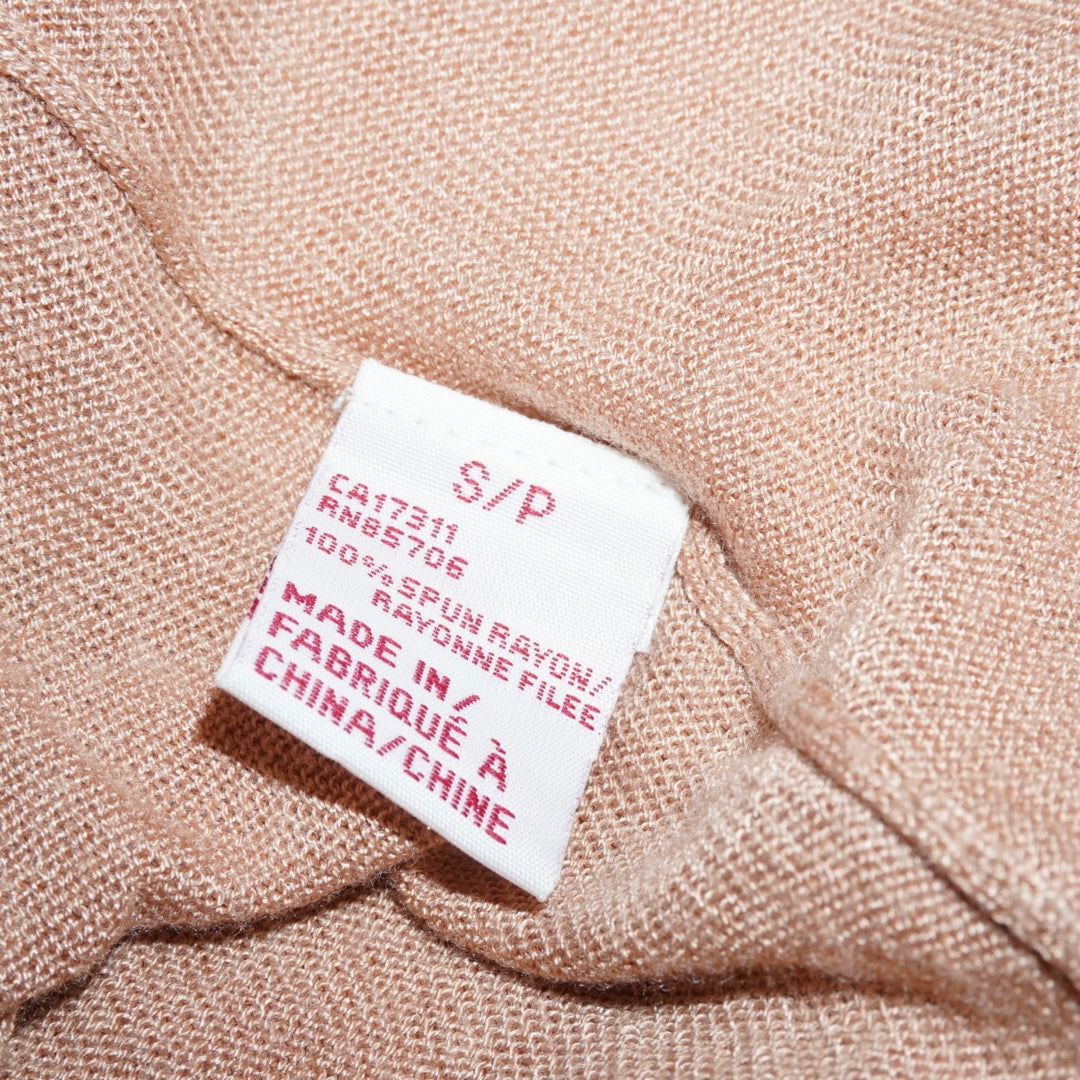 S/P
CA17311
RN85706
100% SPUN RAYON/
RAYONNE FILEE
MADE IN/
FABRIQUÉ À
CHINA/CHINE